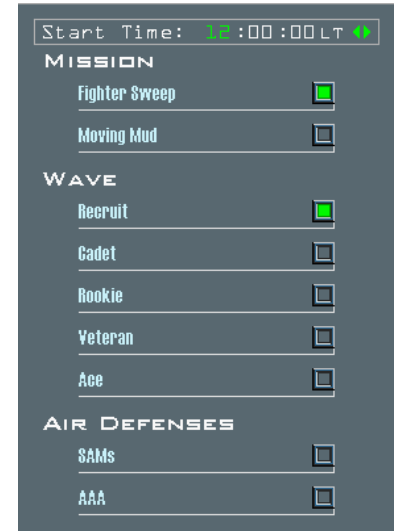 Start Time: 12:00:00 LT
MISSION
Fighter Sweep
Moving Mud
WAVE
Recruit
Cadet
Rookie
Veteran
Ace
AIR DEFENSES
SAMs
AAA